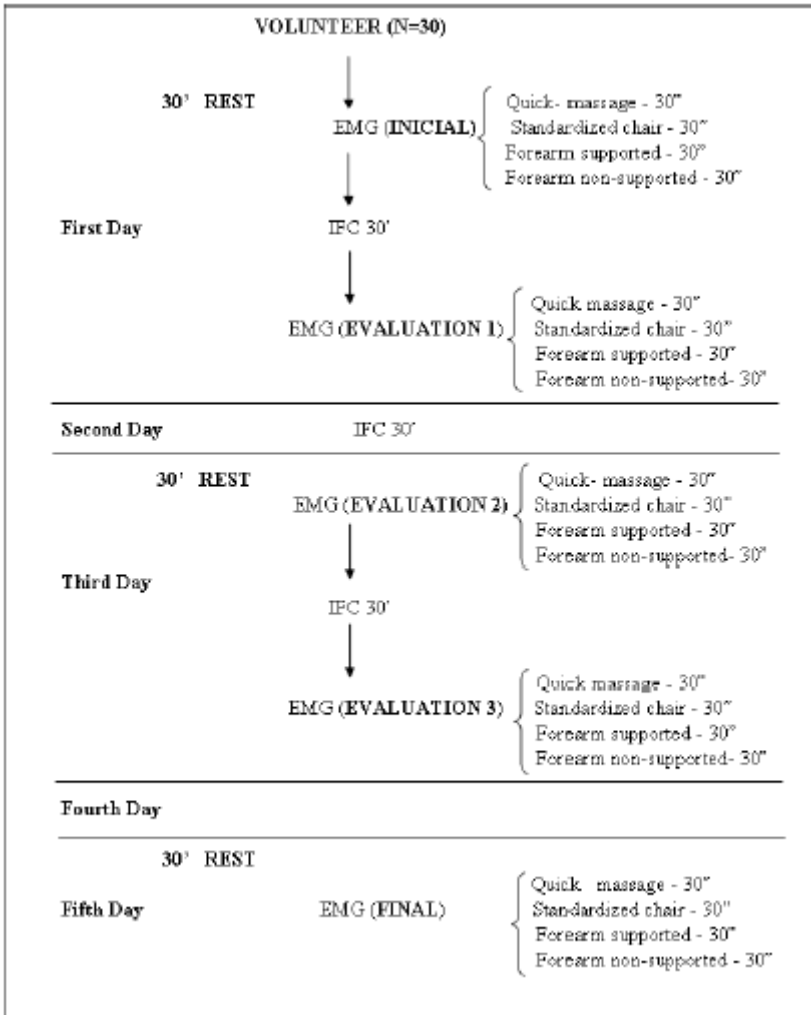 VOLUNTEER (N=30)
30' REST
EMG (INICIAL)
Quick- massage - 30"
Standardized chair - 30"
Forearm supported - 30"
Forearm non-supported - 30"
First Day
IFC 30'
EMG (EVALUATION 1)
Quick massage - 30"
Standardized chair - 30"
Forearm supported - 30"
Forearm non-supported- 30"
Second Day IFC 30'
30' REST
EMG (EVALUATION 2)
Quick- massage - 30"
Standardized chair - 30"
Forearm supported - 30"
Forearm non-supported - 30"
Third Day
IFC 30'
EMG (EVALUATION 3)
Quick massage - 30"
Standardized chair - 30"
Forearm supported - 30"
Forearm non-supported- 30"
Fourth Day
30' REST
Fifth Day
EMG (FINAL)
Quick massage - 30"
Standardized chair - 30"
Forearm supported - 30"
Forearm non-supported - 30"